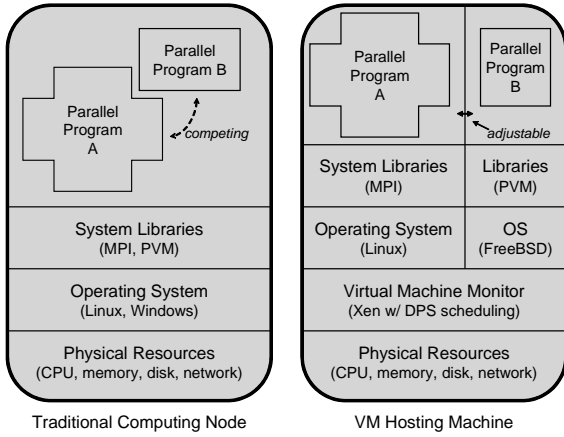 Parallel
Program B
Parallel
Program
A
competing
System Libraries
(MPI, PVM)
Operating System
(Linux, Windows)
Physical Resources
(CPU, memory, disk, network)
Traditional Computing Node
Parallel
Program
A
Parallel
Program
B
adjustable
System Libraries
(MPI)
Libraries
(PVM)
Operating System
(Linux)
OS
(FreeBSD)
Virtual Machine Monitor
(Xen w/ DPS scheduling)
Physical Resources
(CPU, memory, disk, network)
VM Hosting Machine